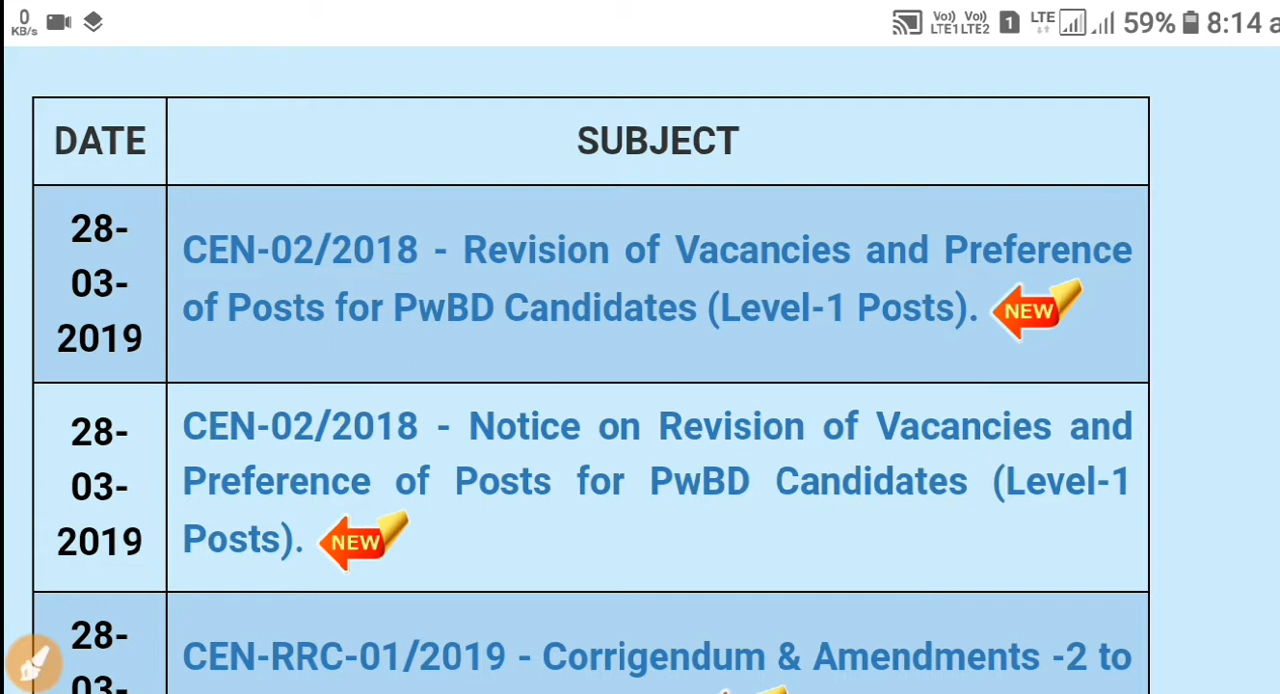 0
KB/s
Vo) Vo) 1 LTE 59% 8:14 a
LTE1 LTE2
DATE SUBJECT
28-
03-
2019
CEN-02/2018 - Revision of Vacancies and Preference
of Posts for PwBD Candidates (Level-1 Posts). NEW
28-
03-
2019
CEN-02/2018 - Notice on Revision of Vacancies and
Preference of Posts for PwBD Candidates (Level-1
Posts). NEW
28-
03-
CEN-RRC-01/2019 - Corrigendum & Amendments -2 to